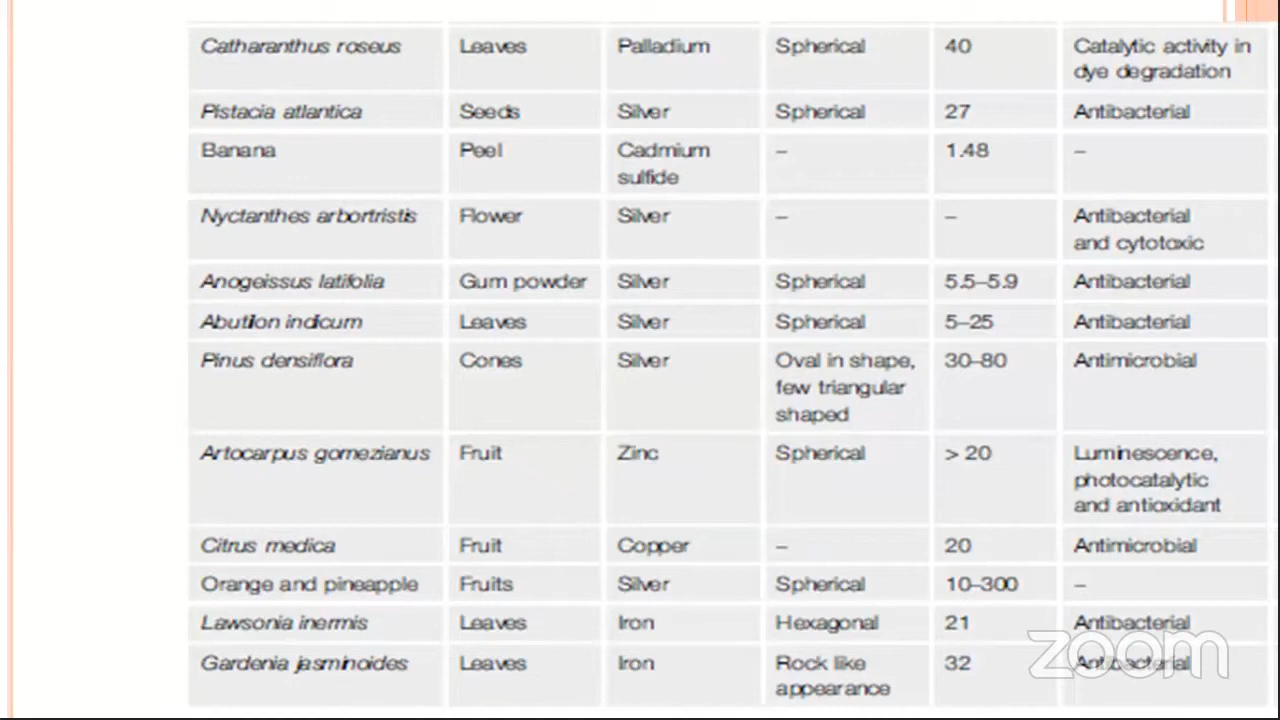 Catharanthus roseus Leaves Palladium Spherical 40 Catalytic activity in
dye degradation
Pistacia atlantica Seeds Silver Spherical 27 Antibacterial
Banana Peel Cadmium – 1.48 –
sulfide
Nyctanthes arbortristis Flower Silver – – Antibacterial
and cytotoxic
Anogeissus latifolia Gum powder Silver Spherical 5.5–5.9 Antibacterial
Abutilon indicum Leaves Silver Spherical 5–25 Antibacterial
Pinus densiflora Cones Silver Oval in shape, 30–80 Antimicrobial
few triangular
shaped
Artocarpus gomezianus Fruit Zinc Spherical > 20 Luminescence,
photocatalytic
and antioxidant
Citrus medica Fruit Copper – 20 Antimicrobial
Orange and pineapple Fruits Silver Spherical 10–300 –
Lawsonia inermis Leaves Iron Hexagonal 21 Antibacterial
Gardenia jasminoides Leaves Iron Rock like 32 Antibacterial
appearance
zoom